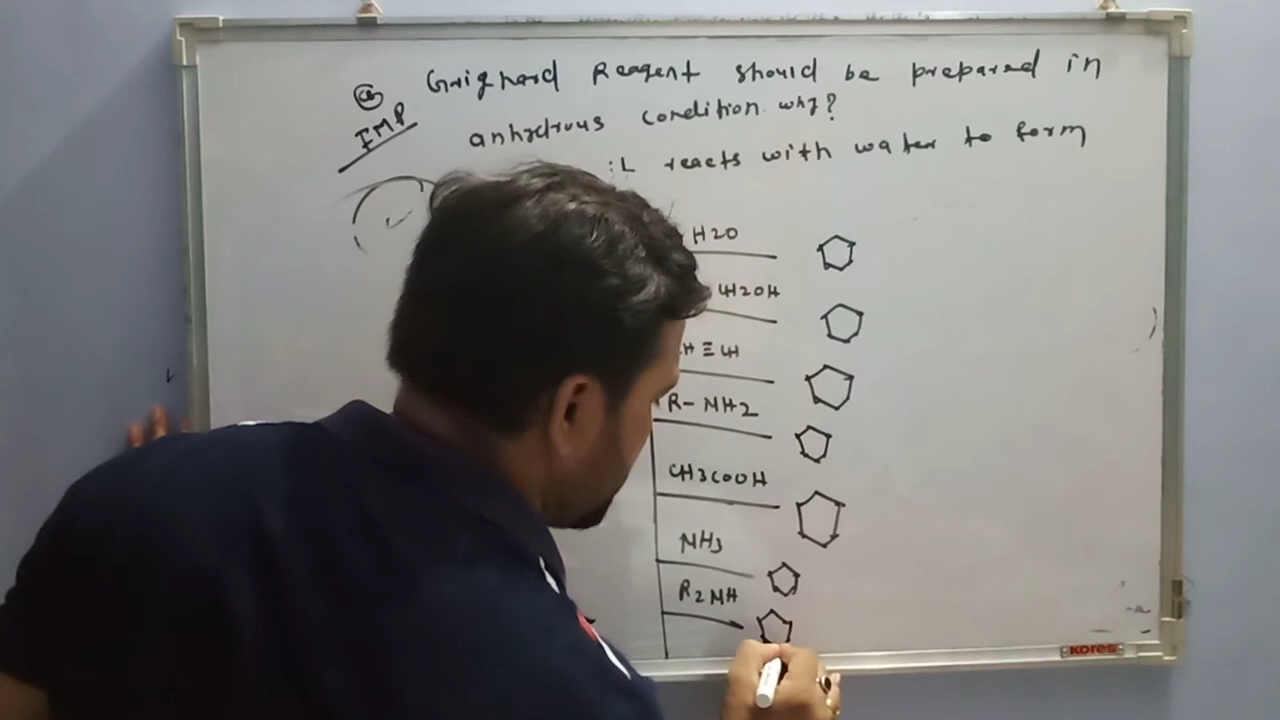 Q Grighard Reagent should be prepared in
IMP anhydrous condition. why?
reacts with water to form
H2O
CH2OH
CH≡CH
R-NH2
CH3COOH
NH3
R2NH
kores